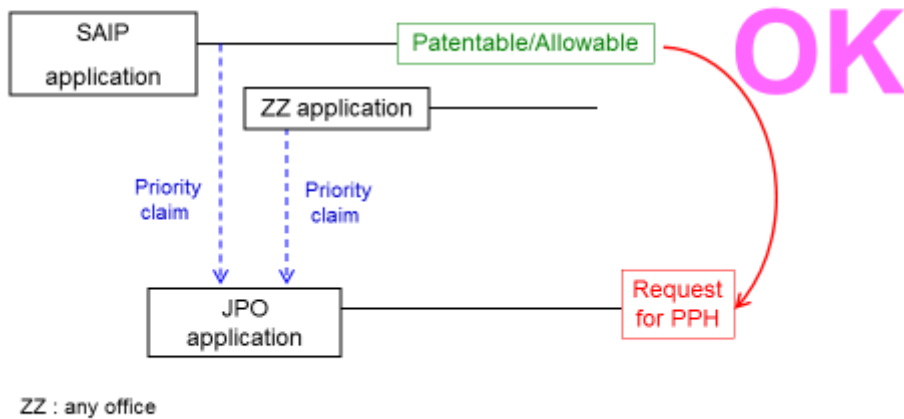 SAIP
application
Patentable/Allowable
OK
ZZ application
Priority
claim
Priority
claim
JPO
application
Request
for PPH
ZZ : any office